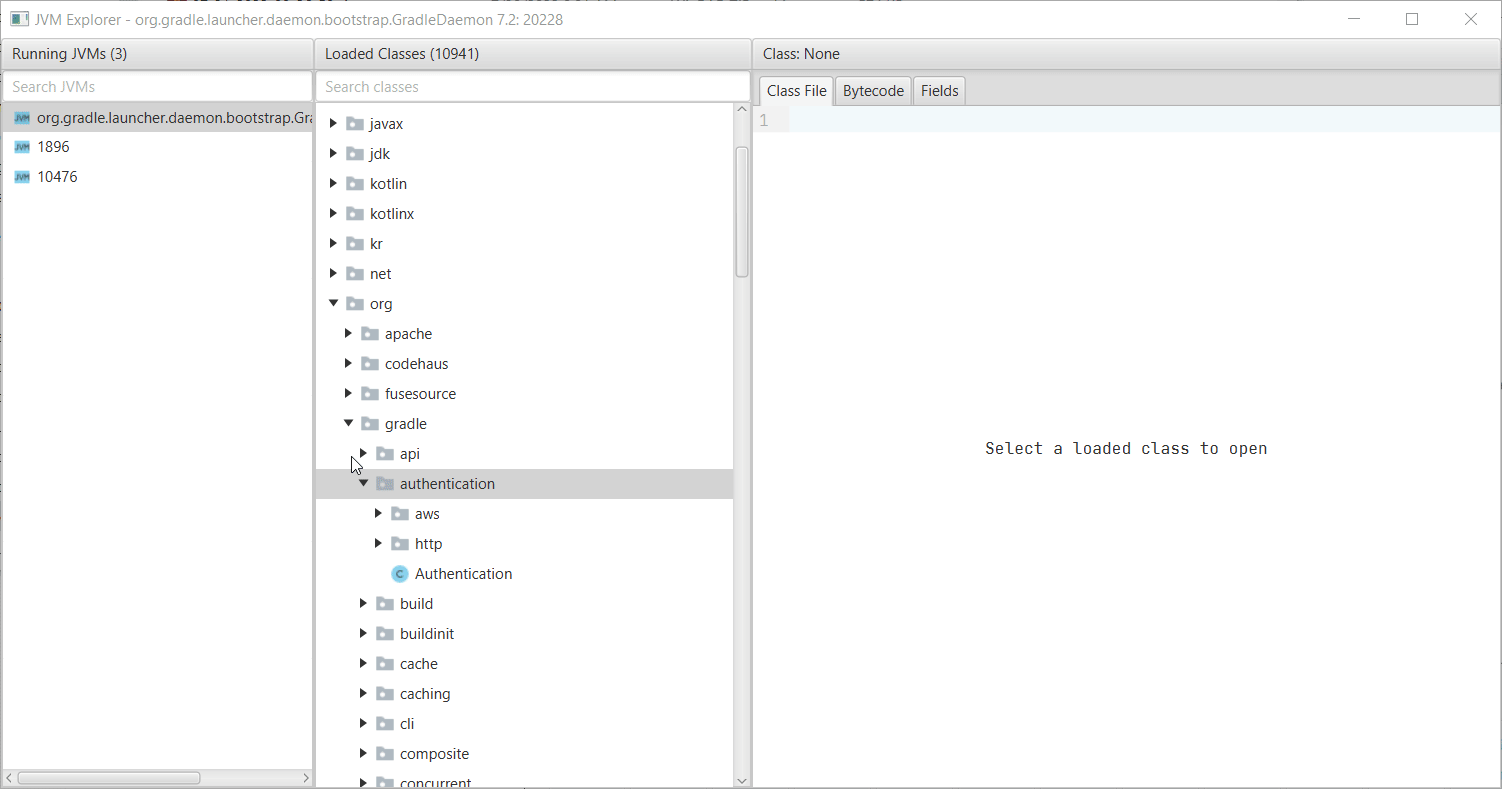 JVM Explorer - org.gradle.launcher.daemon.bootstrap.GradleDaemon 7.2: 20228
Running JVMs (3)
Search JVMs
JVM org.gradle.launcher.daemon.bootstrap.Gra
JVM 1896
JVM 10476
Loaded Classes (10941)
Search classes
javax
jdk
kotlin
kotlinx
kr
net
org
apache
codehaus
fusesource
gradle
api
authentication
aws
http
C Authentication
build
buildinit
cache
caching
cli
composite
concurrent
Class: None
Class File Bytecode Fields
1
Select a loaded class to open